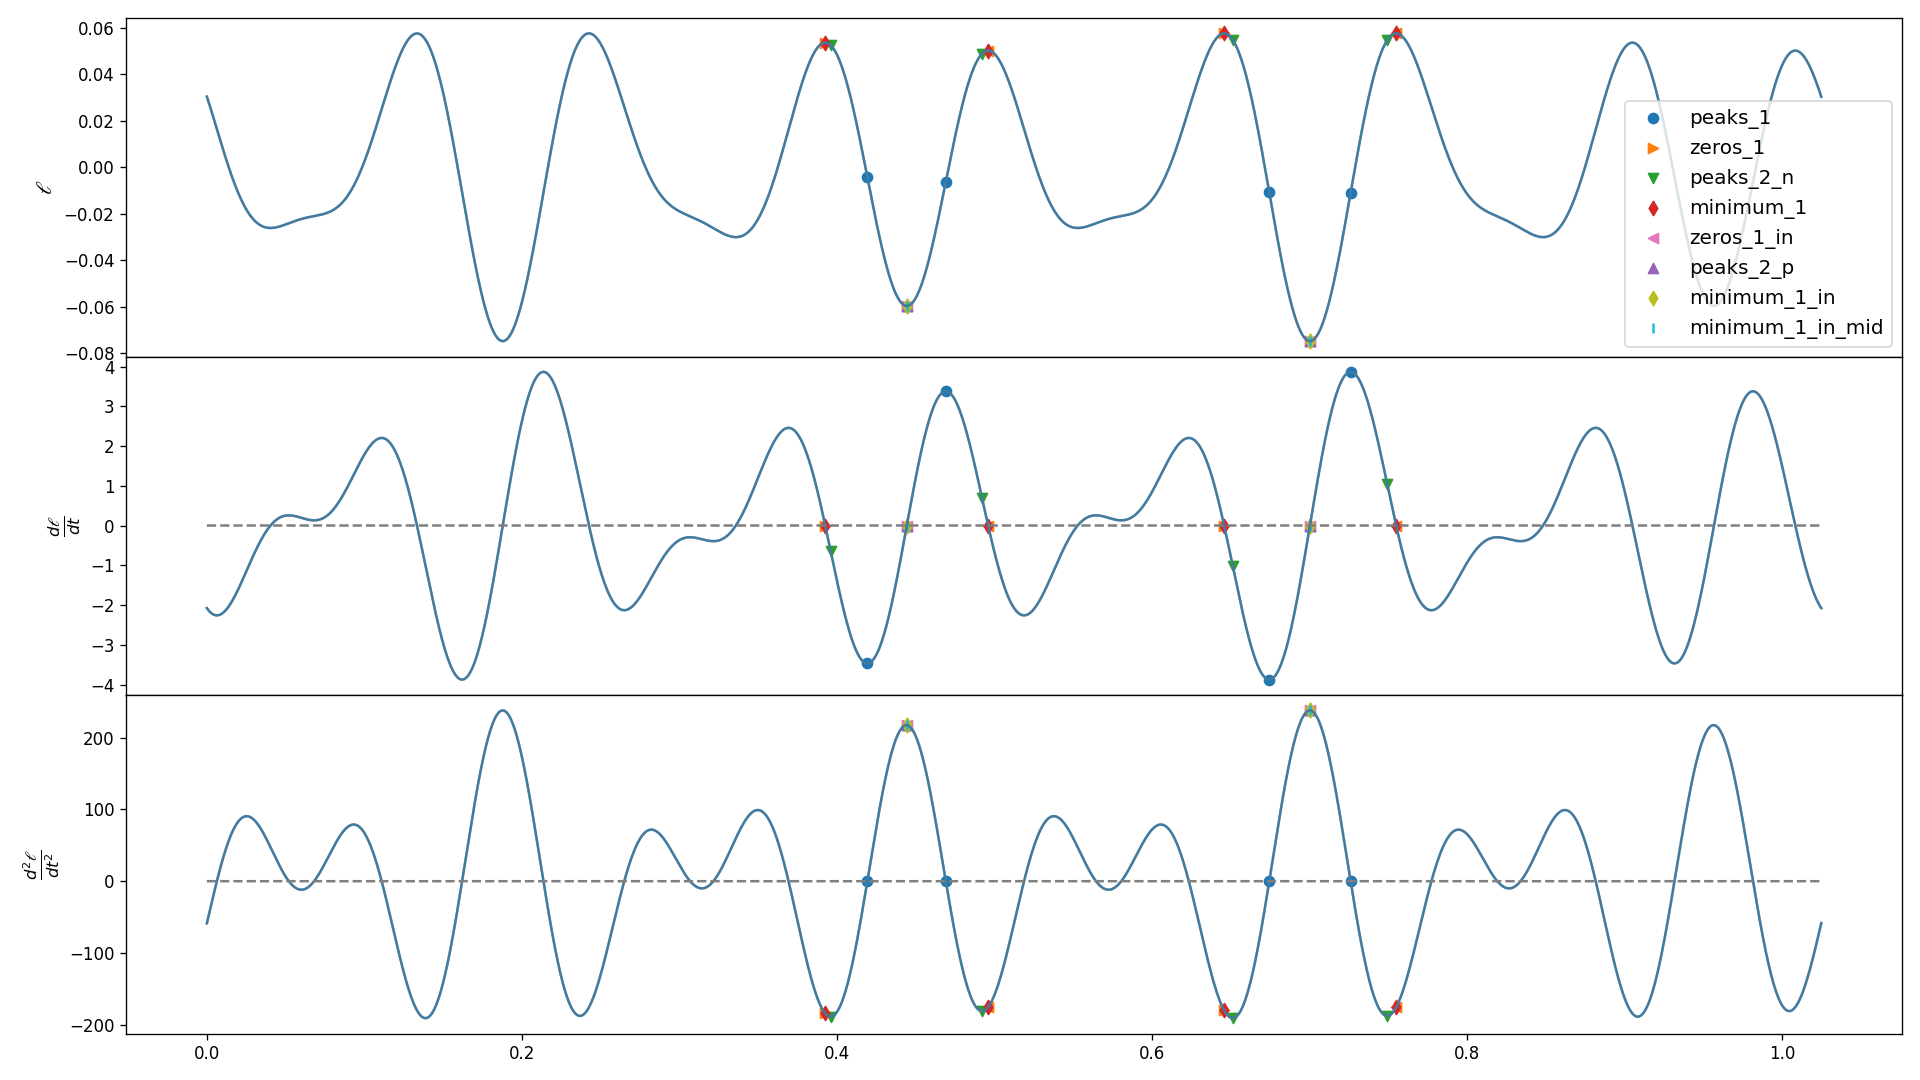 0.06
0.04
0.02
0.00
−0.02
−0.04
−0.06
−0.08
ℓ
peaks_1
zeros_1
peaks_2_n
minimum_1
zeros_1_in
peaks_2_p
minimum_1_in
minimum_1_in_mid
4
3
2
1
0
−1
−2
−3
−4
dℓ
dt
200
100
0
−100
−200
d²ℓ
dt²
0.0 0.2 0.4 0.6 0.8 1.0